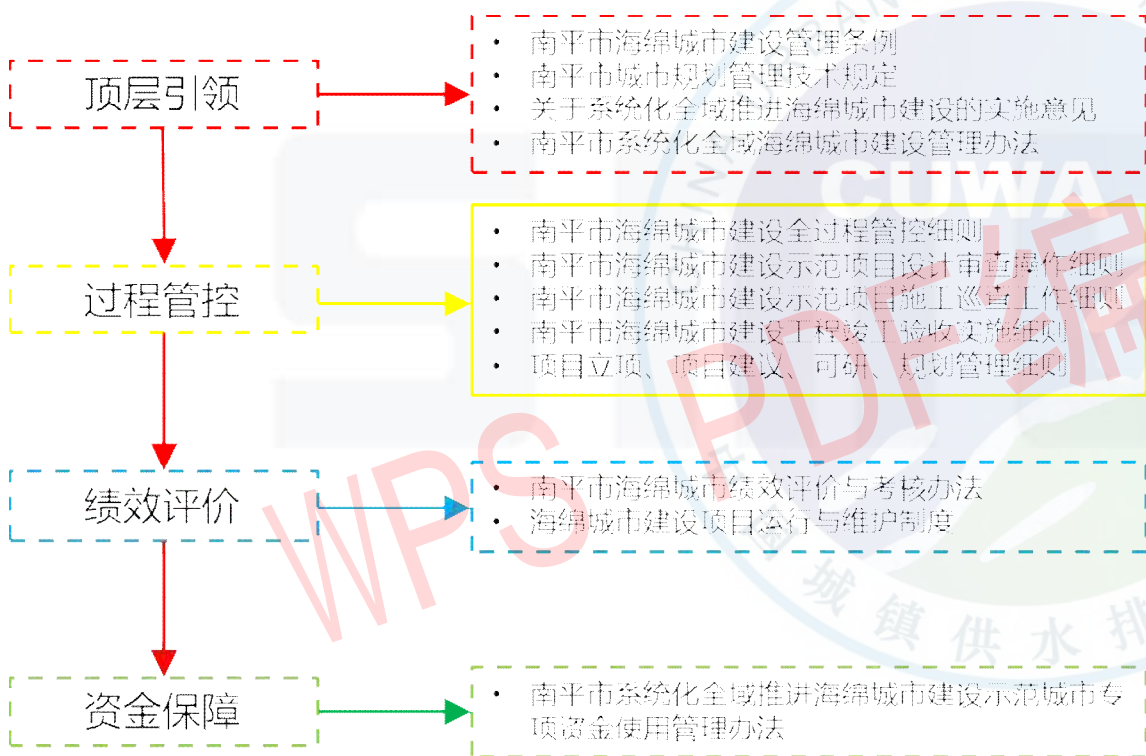 顶层引领
• 南平市海绵城市建设管理条例
• 南平市城市规划管理技术规定
• 关于系统化全域推进海绵城市建设的实施意见
• 南平市系统化全域海绵城市建设管理办法
过程管控
• 南平市海绵城市建设全过程管控细则
• 南平市海绵城市建设示范项目设计审查操作细则
• 南平市海绵城市建设示范项目施工巡查工作细则
• 南平市海绵城市建设工程竣工验收实施细则
• 项目立项、项目建议、可研、规划管理细则
绩效评价
• 南平市海绵城市绩效评价与考核办法
• 海绵城市建设项目运行与维护制度
资金保障
• 南平市系统化全域推进海绵城市建设示范城市专
项资金使用管理办法
WPS PDF编
CUWA
城镇供水排